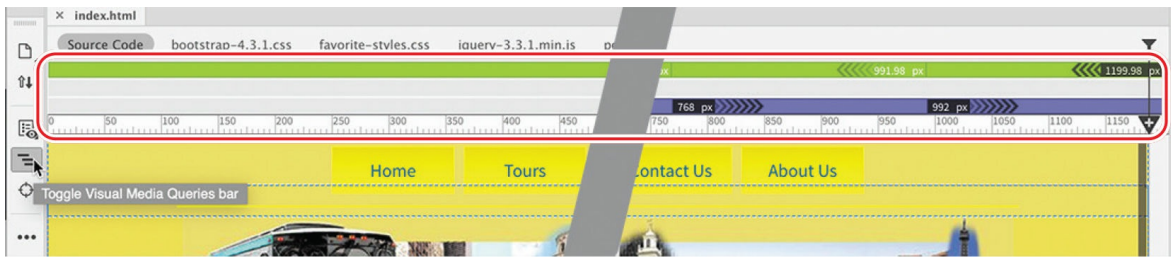 × index.html
Source Code bootstrap-4.3.1.css favorite-styles.css jquery-3.3.1.min.js
px 991.98 px 1199.98 px
768 px 992 px
0 50 100 150 200 250 300 350 400 450 750 800 850 900 950 1000 1050 1100 1150
Home Tours Contact Us About Us
Toggle Visual Media Queries bar